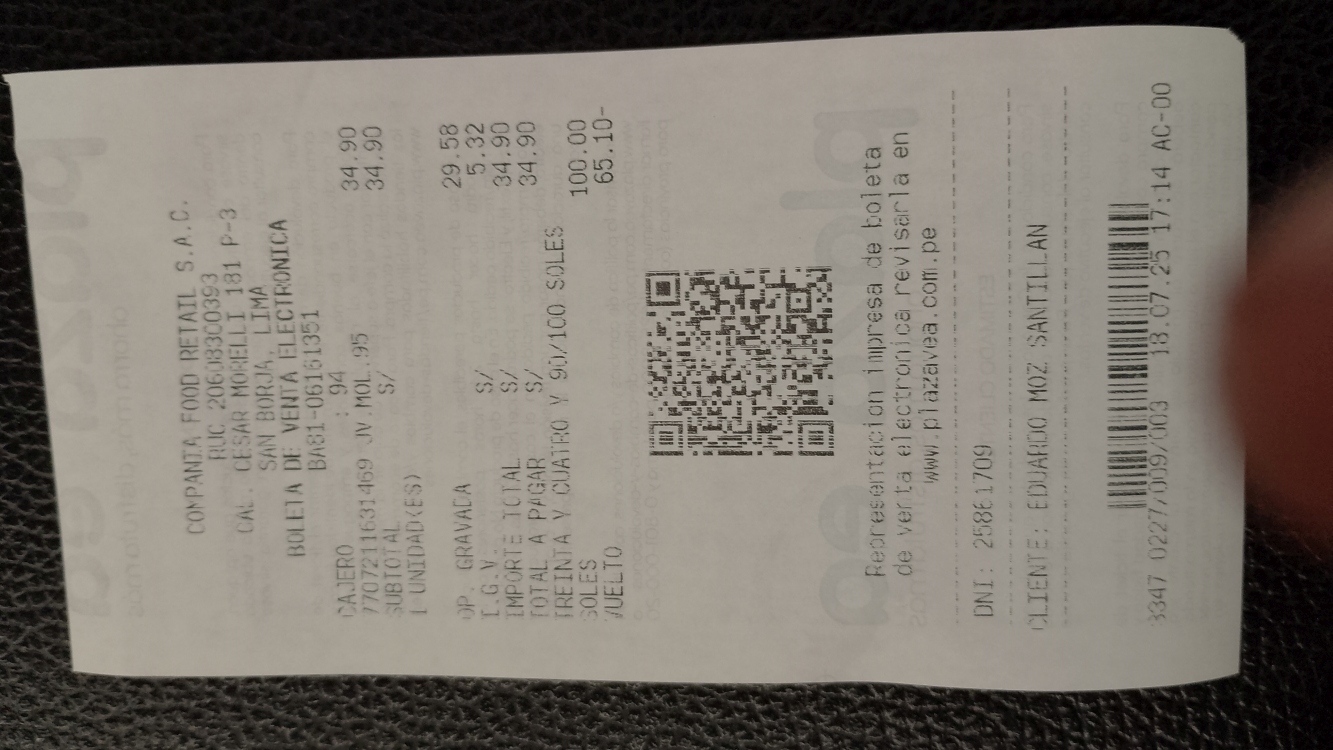 COMPANIA FOOD RETAIL S.A.C.
RUC 20608300393
CAL. CESAR MORELLI 181 P-3
SAN BORJA, LIMA
BOLETA DE VENTA ELECTRONICA
BA81-06161351
CAJERO : 94
7707211631469 JV.MOL..95 34.90
SUBTOTAL S/ 34.90
1 UNIDAD(ES)
OP. GRAVADA 29.58
I.G.V. S/ 5.32
IMPORTE TOTAL S/ 34.90
TOTAL A PAGAR S/ 34.90
TREINTA Y CUATRO Y 90/100 SOLES
SOLES 100.00
VUELTO 65.10-
Representacion impresa de boleta
de venta electronica revisarla en
www.plazavea.com.pe
DNI: 25861709
CLIENTE: EDUARDO MOZ SANTILLAN
3347 0227/009/003 18.07.25 17:14 AC-00